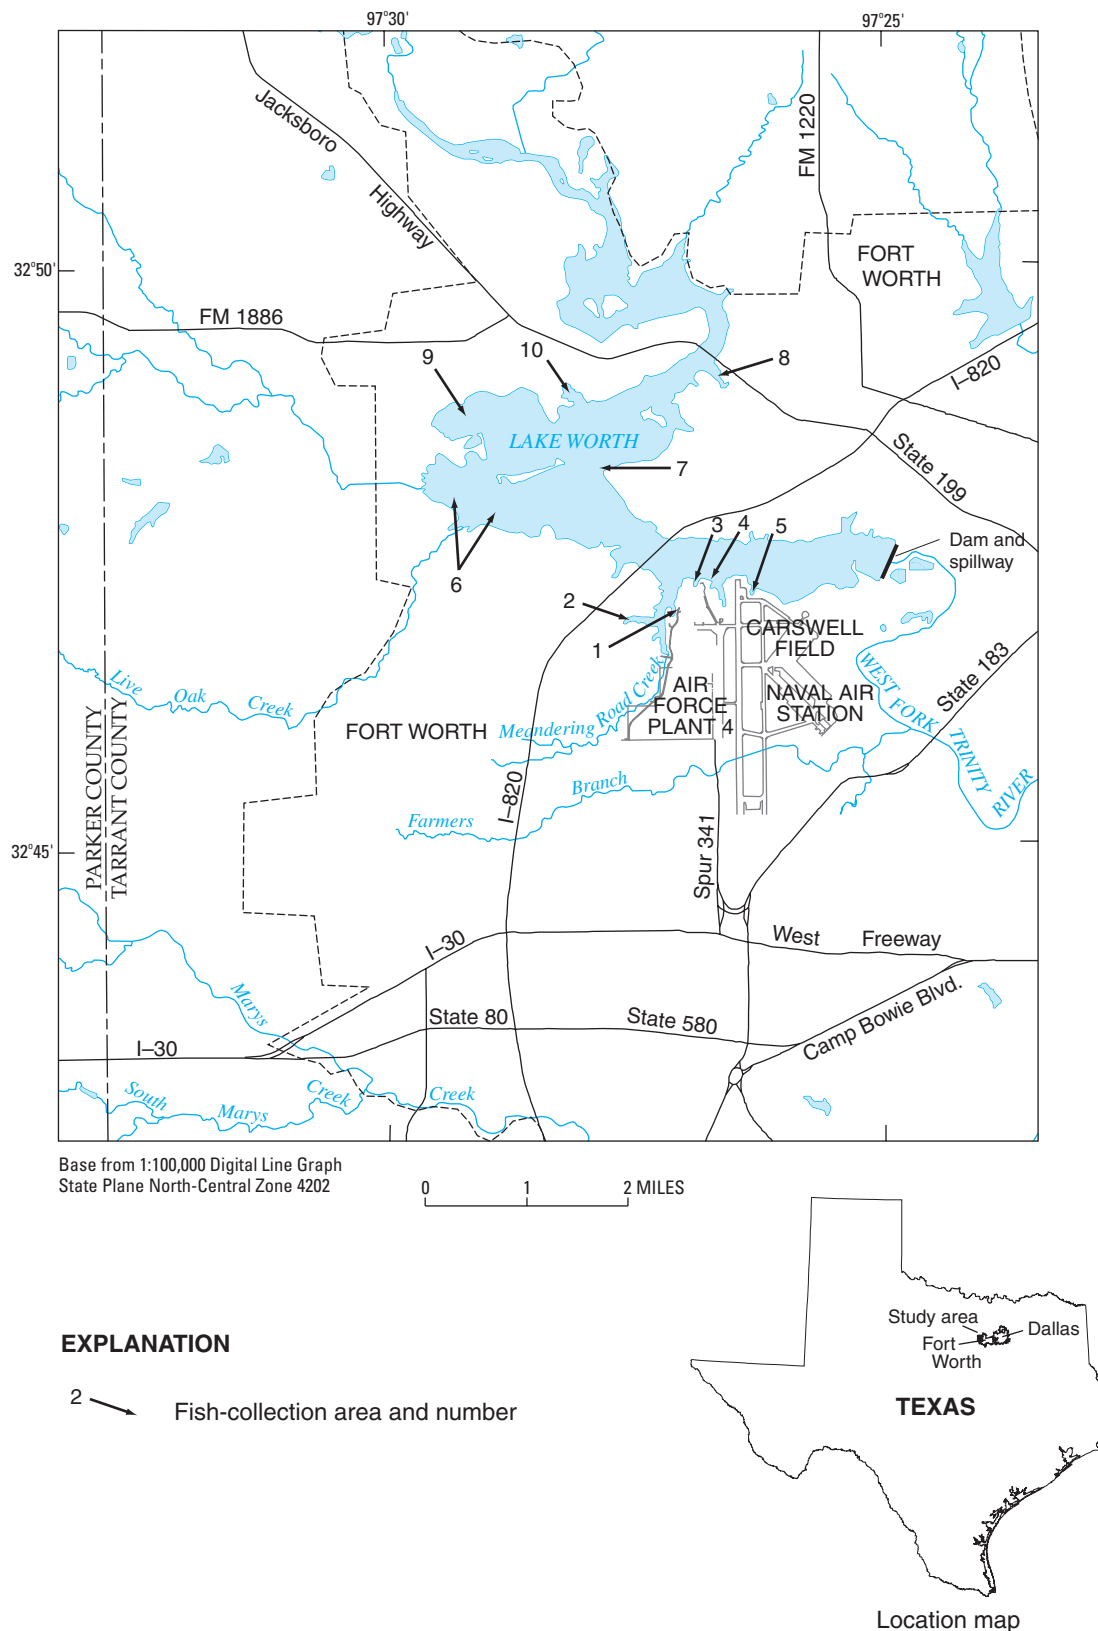 97°30'
97°25'
Jacksboro
Highway
FM 1220
32°50'
FORT
WORTH
FM 1886
9
10
8
I–820
LAKE WORTH
7
State 199
3
4
5
Dam and
spillway
6
2
1
CARSWELL
FIELD
Live Oak Creek
FORT WORTH
Meandering Road Creek
AIR
FORCE
PLANT 4
NAVAL AIR
STATION
WEST FORK TRINITY RIVER
State 183
Farmers Branch
I–820
Spur 341
32°45'
PARKER COUNTY
TARRANT COUNTY
I–30
West Freeway
Marys Creek
State 80
State 580
Camp Bowie Blvd.
I–30
South Marys Creek
Base from 1:100,000 Digital Line Graph
State Plane North-Central Zone 4202
0 1 2 MILES
EXPLANATION
2
Fish-collection area and number
Study area
Dallas
Fort
Worth
TEXAS
Location map